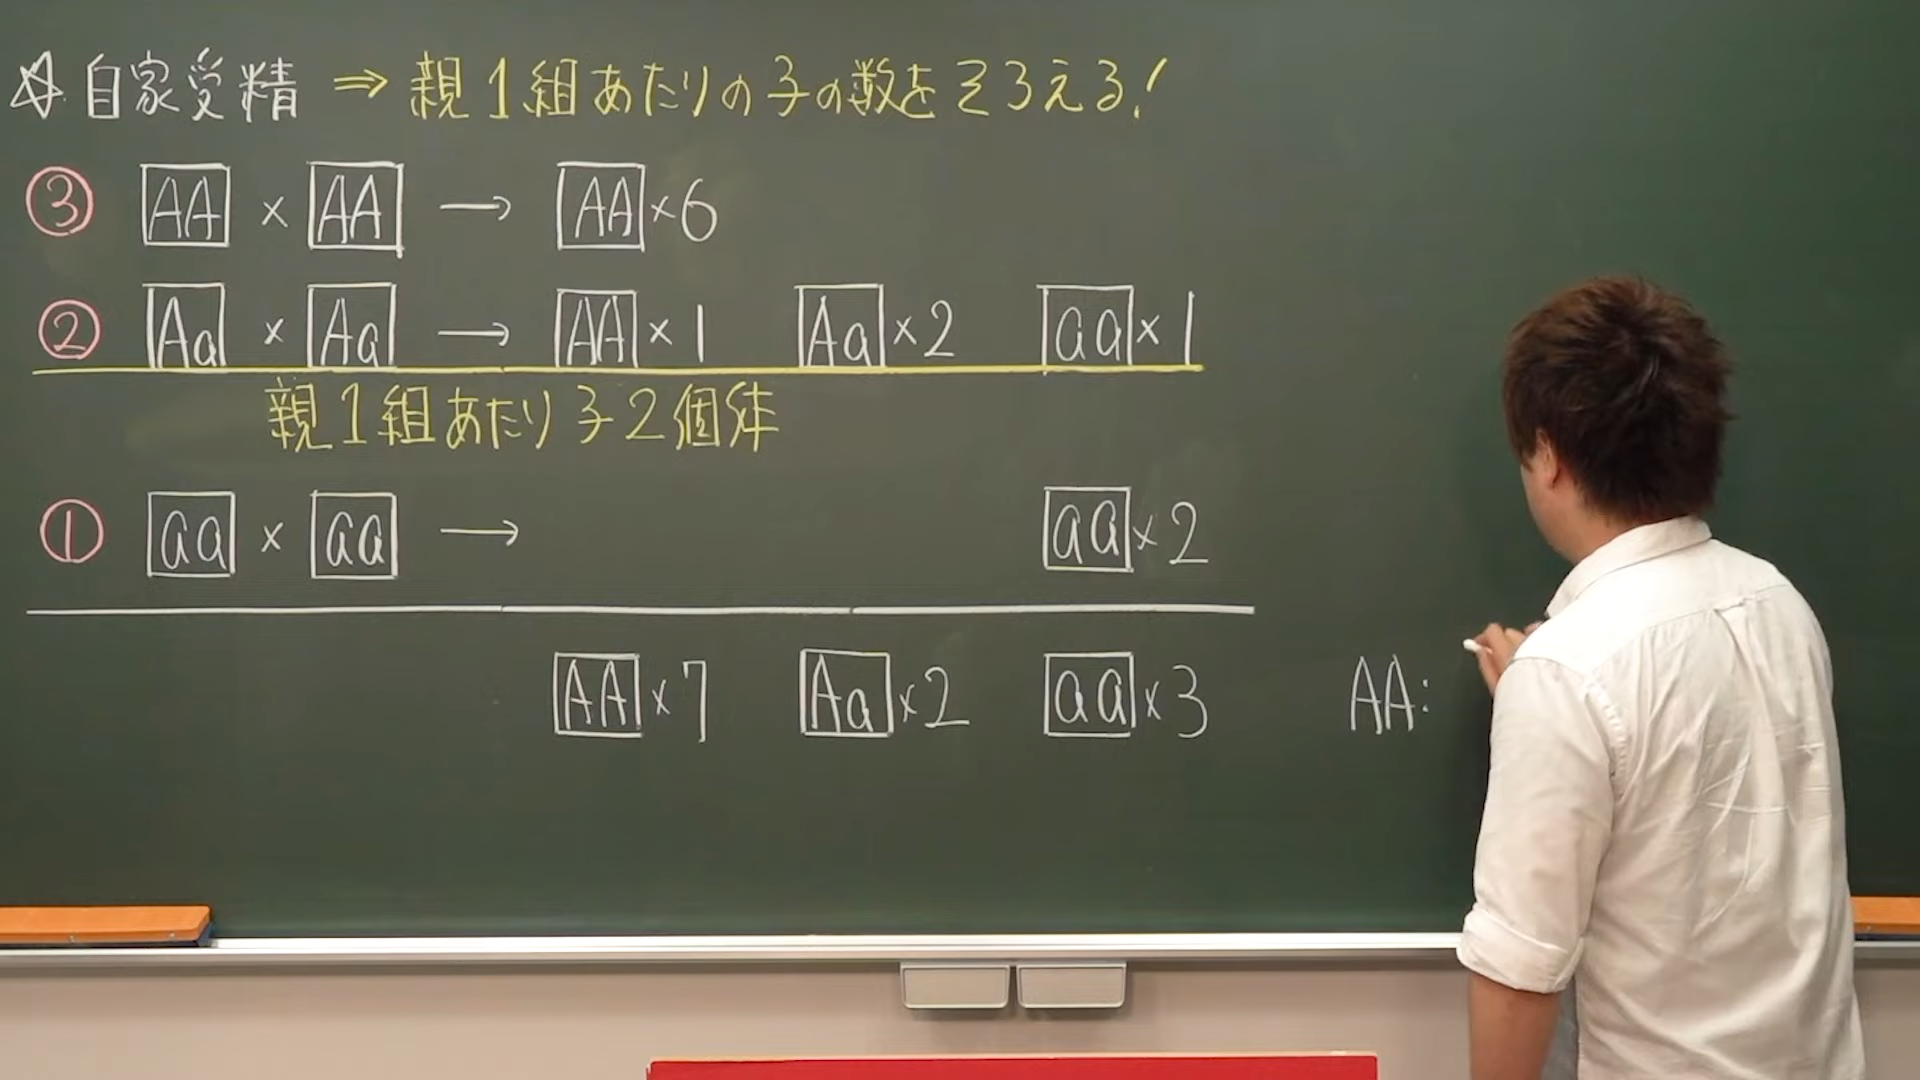 ☆自家受精 ⇒ 親1組あたりの子の数をそろえる!
③ AA × AA → AA×6
② Aa × Aa → AA×1 Aa×2 aa×1
親1組あたり子2個体
① aa × aa → aa×2
AA×7 Aa×2 aa×3 AA: